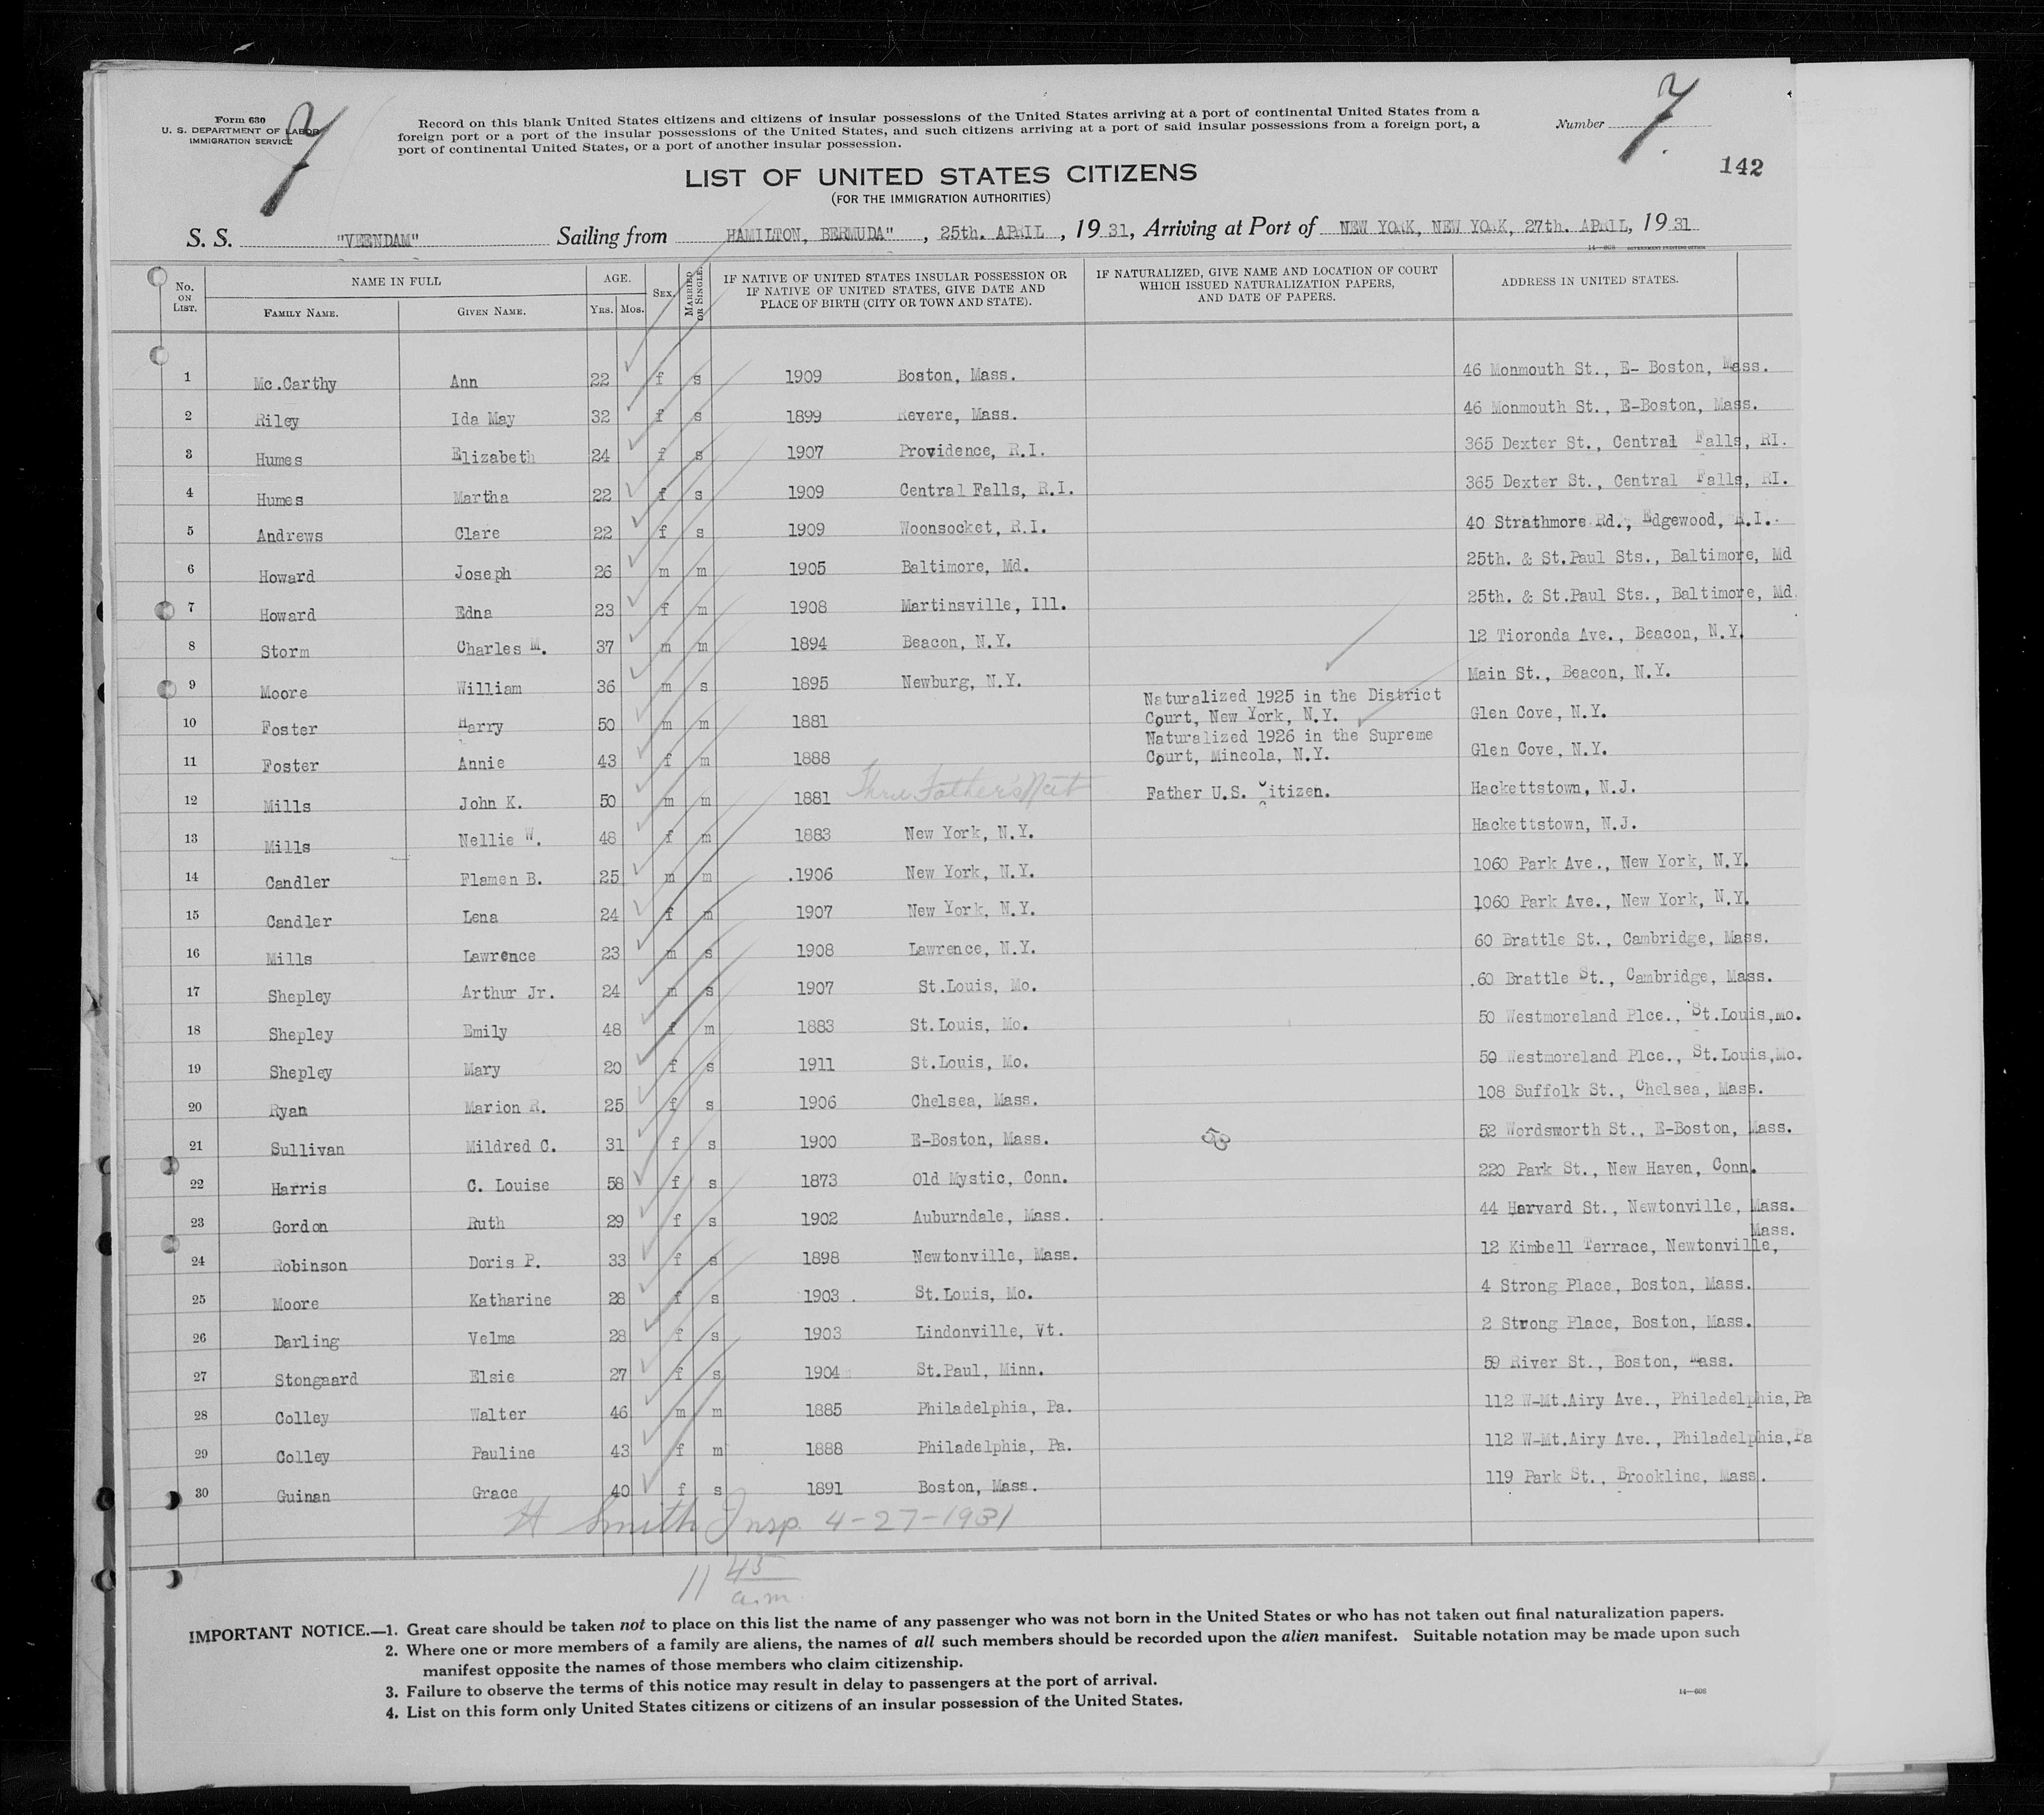 Form 630
U. S. DEPARTMENT OF LABOR
IMMIGRATION SERVICE
7
Record on this blank United States citizens and citizens of insular possessions of the United States arriving at a port of continental United States from a
foreign port or a port of the insular possessions of the United States, and such citizens arriving at a port of said insular possessions from a foreign port, a
port of continental United States, or a port of another insular possession.
Number 7
142
LIST OF UNITED STATES CITIZENS
(FOR THE IMMIGRATION AUTHORITIES)
S. S. "VEENDAM" Sailing from HAMILTON, BERMUDA", 25th. APRIL, 1931, Arriving at Port of NEW YORK, NEW YORK, 27th. APRIL, 1931
14—608 GOVERNMENT PRINTING OFFICE
No. ON LIST. NAME IN FULL FAMILY NAME. GIVEN NAME. AGE. YRS. MOS. SEX. MARRIED OR SINGLE. IF NATIVE OF UNITED STATES INSULAR POSSESSION OR IF NATIVE OF UNITED STATES, GIVE DATE AND PLACE OF BIRTH (CITY OR TOWN AND STATE). IF NATURALIZED, GIVE NAME AND LOCATION OF COURT WHICH ISSUED NATURALIZATION PAPERS, AND DATE OF PAPERS. ADDRESS IN UNITED STATES.
1 Mc.Carthy Ann 22 f s 1909 Boston, Mass. 46 Monmouth St., E- Boston, Mass.
2 Riley Ida May 32 f s 1899 Revere, Mass. 46 Monmouth St., E-Boston, Mass.
3 Humes Elizabeth 24 f s 1907 Providence, R.I. 365 Dexter St., Central Falls, RI.
4 Humes Martha 22 f s 1909 Central Falls, R.I. 365 Dexter St., Central Falls, RI.
5 Andrews Clare 22 f s 1909 Woonsocket, R.I. 40 Strathmore Rd., Edgewood, R.I.
6 Howard Joseph 26 m m 1905 Baltimore, Md. 25th. & St.Paul Sts., Baltimore, Md
7 Howard Edna 23 f m 1908 Martinsville, Ill. 25th. & St.Paul Sts., Baltimore, Md.
8 Storm Charles M. 37 m m 1894 Beacon, N.Y. 12 Tioronda Ave., Beacon, N.Y.
9 Moore William 36 m s 1895 Newburg, N.Y. Main St., Beacon, N.Y.
10 Foster Harry 50 m m 1881 Naturalized 1925 in the District Court, New York, N.Y. Glen Cove, N.Y.
11 Foster Annie 43 f m 1888 Naturalized 1926 in the Supreme Court, Mineola, N.Y. Glen Cove, N.Y.
12 Mills John K. 50 m m 1881 Thru Father's Nat Father U.S. Citizen. Hackettstown, N.J.
13 Mills Nellie W. 48 f m 1883 New York, N.Y. Hackettstown, N.J.
14 Candler Flamen B. 25 m m .1906 New York, N.Y. 1060 Park Ave., New York, N.Y.
15 Candler Lena 24 f m 1907 New York, N.Y. 1060 Park Ave., New York, N.Y.
16 Mills Lawrence 23 m s 1908 Lawrence, N.Y. 60 Brattle St., Cambridge, Mass.
17 Shepley Arthur Jr. 24 m s 1907 St.Louis, Mo. .60 Brattle St., Cambridge, Mass.
18 Shepley Emily 48 f m 1883 St.Louis, Mo. 50 Westmoreland Plce., St.Louis,Mo.
19 Shepley Mary 20 f s 1911 St.Louis, Mo. 50 Westmoreland Plce., St.Louis,Mo.
20 Ryan Marion R. 25 f s 1906 Chelsea, Mass. 108 Suffolk St., Chelsea, Mass.
21 Sullivan Mildred C. 31 f s 1900 E-Boston, Mass. 52 Wordsworth St., E-Boston, Mass.
22 Harris C. Louise 58 f s 1873 Old Mystic, Conn. 220 Park St., New Haven, Conn.
23 Gordon Ruth 29 f s 1902 Auburndale, Mass. 44 Harvard St., Newtonville, Mass.
24 Robinson Doris P. 33 f s 1898 Newtonville, Mass. 12 Kimbell Terrace, Newtonville, Mass.
25 Moore Katharine 28 f s 1903 . St.Louis, Mo. 4 Strong Place, Boston, Mass.
26 Darling Velma 28 f s 1903 Lindonville, Vt. 2 Strong Place, Boston, Mass.
27 Stongaard Elsie 27 f s 1904 St.Paul, Minn. 59 River St., Boston, Mass.
28 Colley Walter 46 m m 1885 Philadelphia, Pa. 112 W-Mt.Airy Ave., Philadelphia,Pa
29 Colley Pauline 43 f m 1888 Philadelphia, Pa. 112 W-Mt.Airy Ave., Philadelphia,Pa
30 Guinan Grace 40 f s 1891 Boston, Mass. 119 Park St., Brookline, Mass.
H Smith Insp. 4-27-1931
11 45 a.m.
IMPORTANT NOTICE.—1. Great care should be taken not to place on this list the name of any passenger who was not born in the United States or who has not taken out final naturalization papers.
2. Where one or more members of a family are aliens, the names of all such members should be recorded upon the alien manifest. Suitable notation may be made upon such
manifest opposite the names of those members who claim citizenship.
3. Failure to observe the terms of this notice may result in delay to passengers at the port of arrival.
4. List on this form only United States citizens or citizens of an insular possession of the United States.
14—608